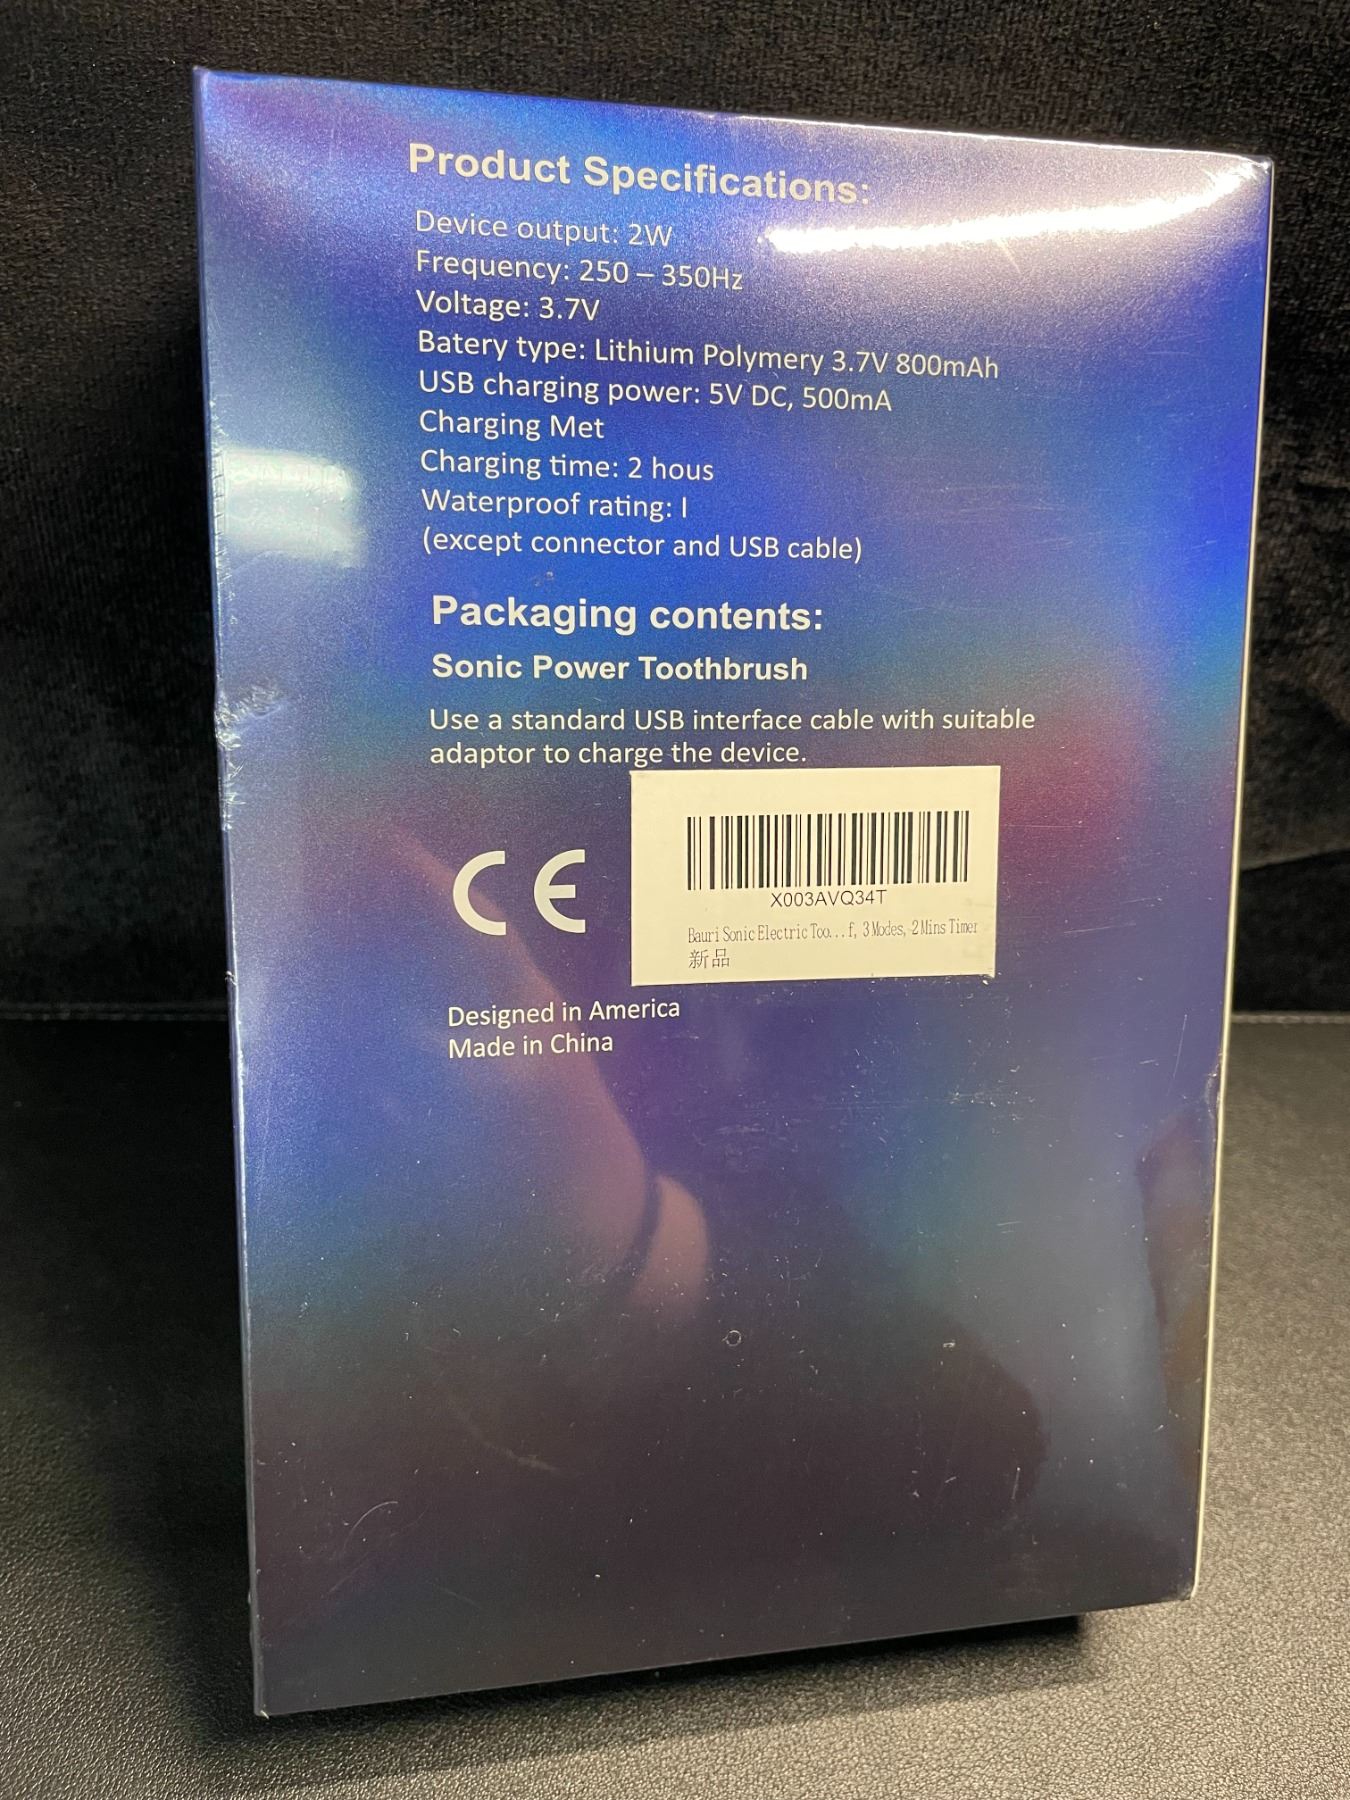 Product Specifications:
Device output: 2W
Frequency: 250 – 350Hz
Voltage: 3.7V
Batery type: Lithium Polymery 3.7V 800mAh
USB charging power: 5V DC, 500mA
Charging Met
Charging time: 2 hous
Waterproof rating: I
(except connector and USB cable)
Packaging contents:
Sonic Power Toothbrush
Use a standard USB interface cable with suitable
adaptor to charge the device.
CE
X003AVQ34T
Bauri Sonic Electric Too...f, 3 Modes, 2 Mins Timer
新品
Designed in America
Made in China